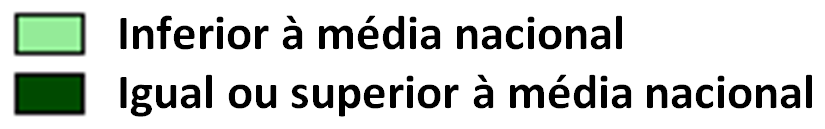 Inferior à média nacional
Igual ou superior à média nacional